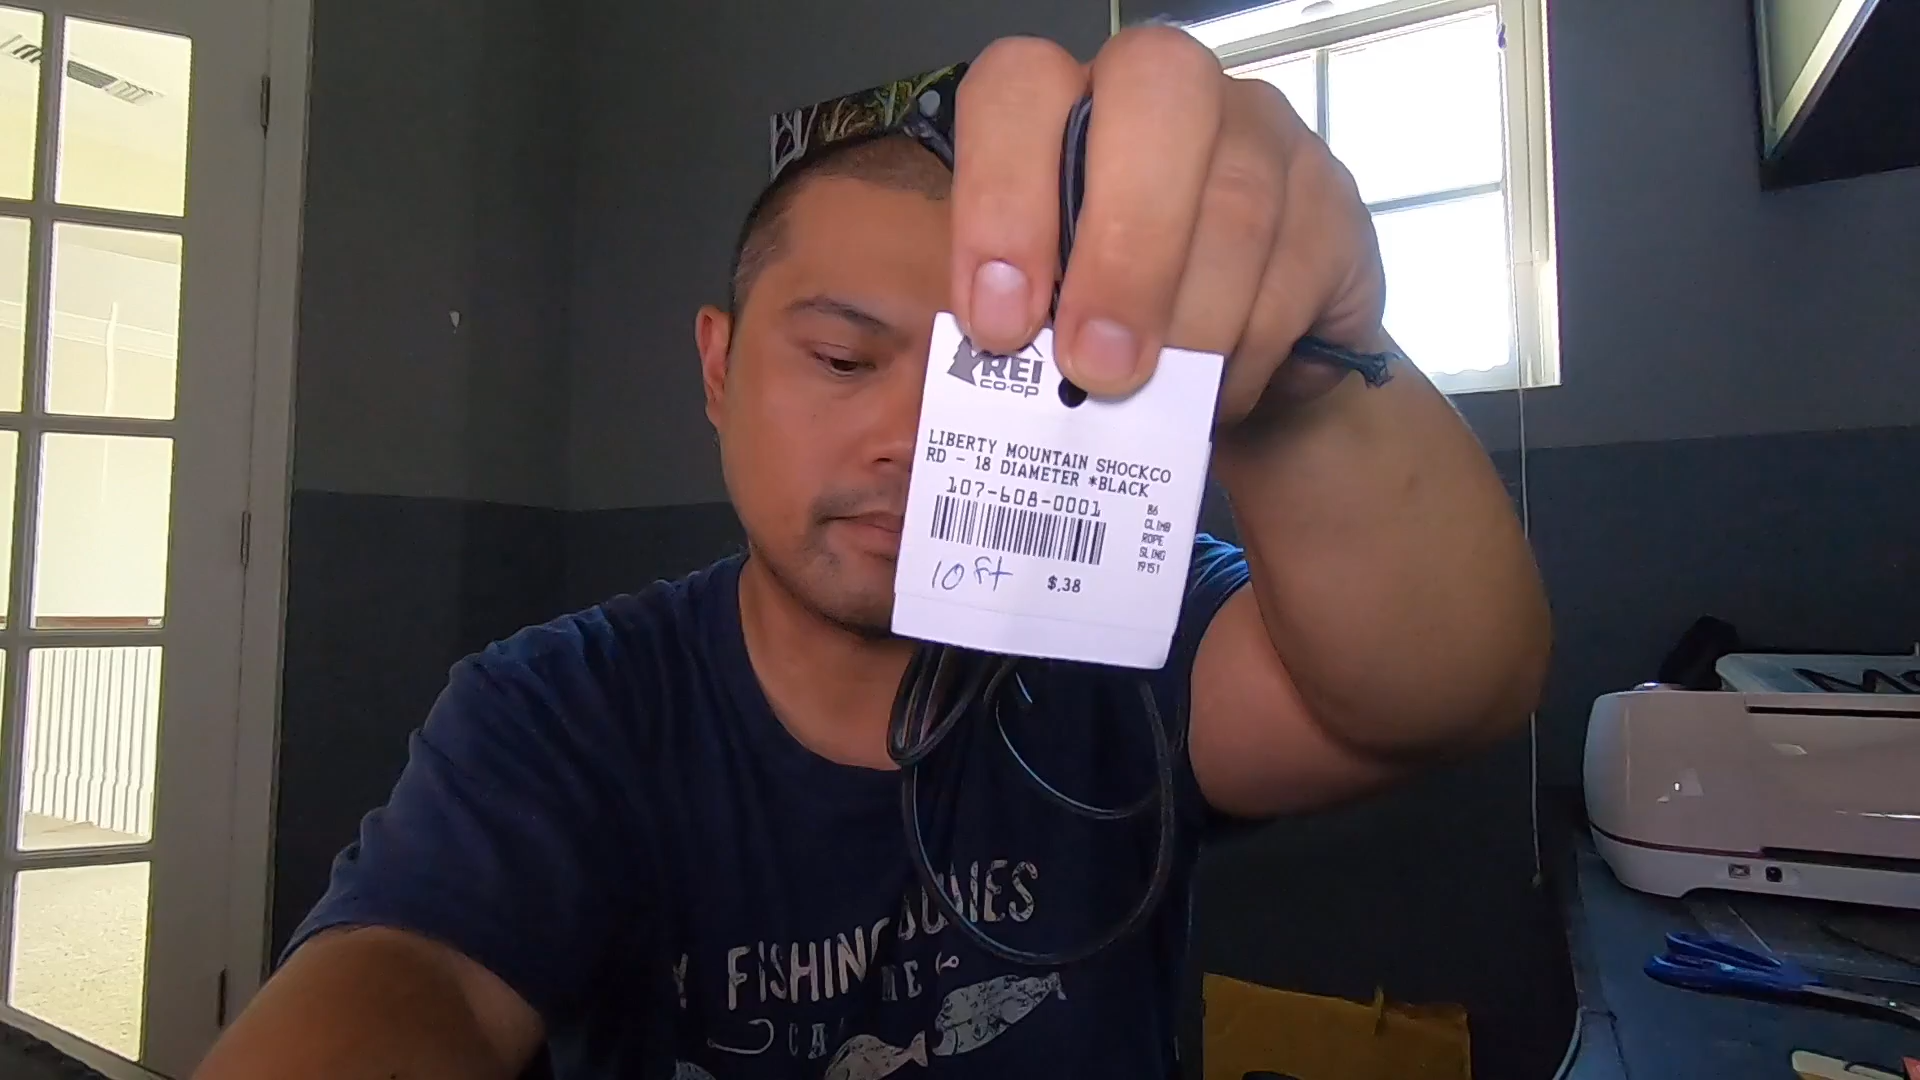 REI
co·op
LIBERTY MOUNTAIN SHOCKCO
RD - 18 DIAMETER *BLACK
107-608-0001
B6
CLIMB
ROPE
SLING
19151
10 ft
$.38
FISHING